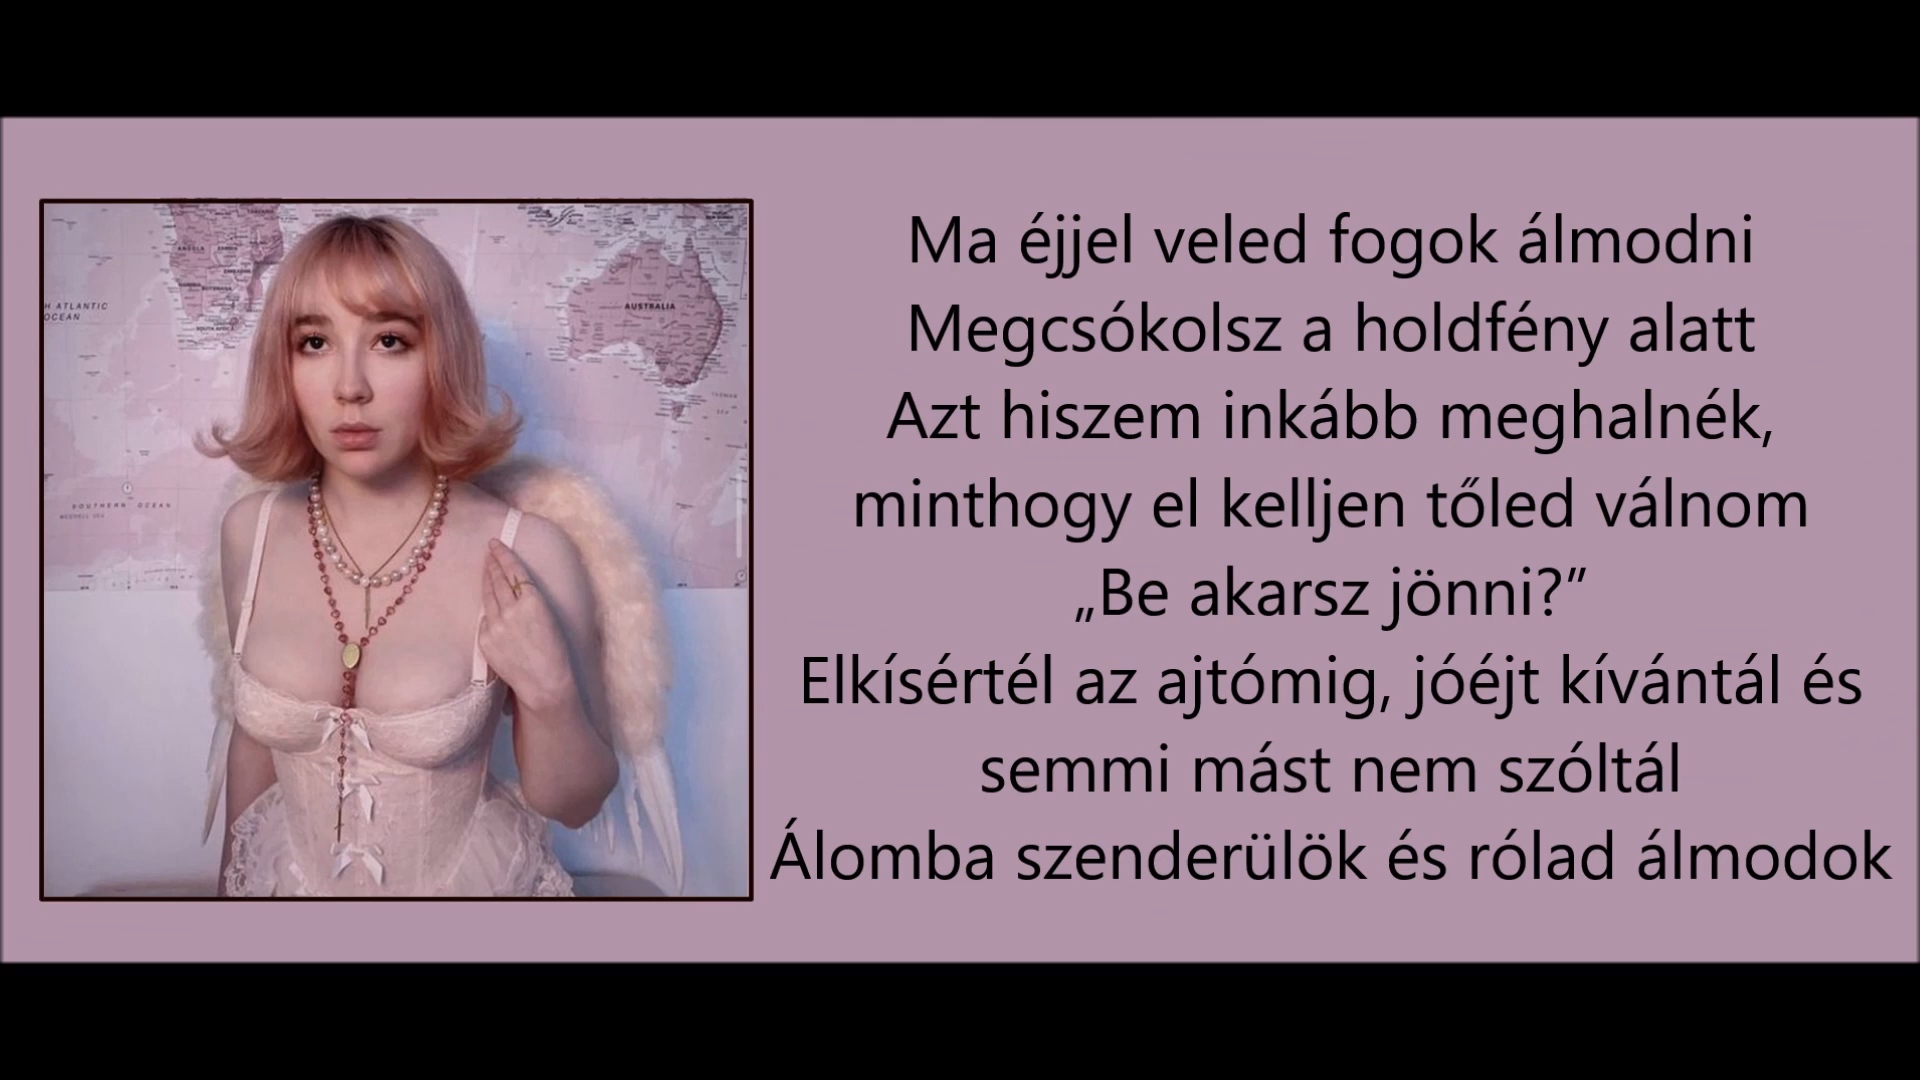 Ma éjjel veled fogok álmodni
Megcsókolsz a holdfény alatt
Azt hiszem inkább meghalnék,
minthogy el kelljen tőled válnom
„Be akarsz jönni?”
Elkísértél az ajtómig, jóéjt kívántál és
semmi mást nem szóltál
Álomba szenderülök és rólad álmodok
ANGOLA
AUSTRALIA
H ATLANTIC
OCEAN
SOUTHERN OCEAN